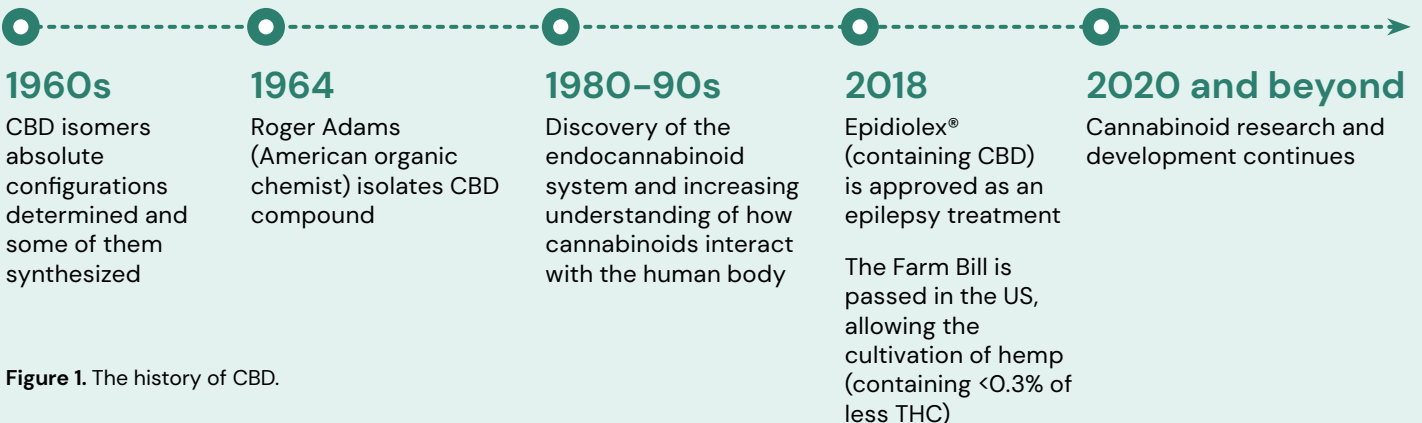 1960s
CBD isomers
absolute
configurations
determined and
some of them
synthesized
1964
Roger Adams
(American organic
chemist) isolates CBD
compound
1980-90s
Discovery of the
endocannabinoid
system and increasing
understanding of how
cannabinoids interact
with the human body
2018
Epidiolex®
(containing CBD)
is approved as an
epilepsy treatment
The Farm Bill is
passed in the US,
allowing the
cultivation of hemp
(containing <0.3% of
less THC)
2020 and beyond
Cannabinoid research and
development continues
Figure 1. The history of CBD.